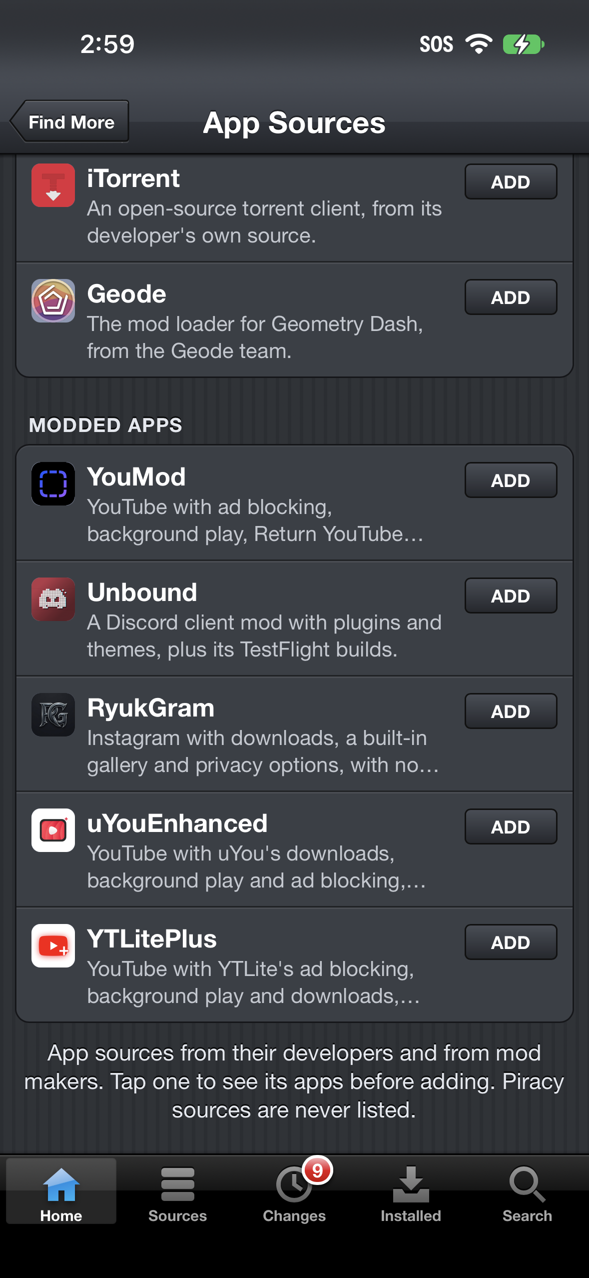 2:59
SOS
Find More
App Sources
iTorrent
ADD
An open-source torrent client, from its
developer's own source.
Geode
ADD
The mod loader for Geometry Dash,
from the Geode team.
MODDED APPS
YouMod
ADD
YouTube with ad blocking,
background play, Return YouTube…
Unbound
ADD
A Discord client mod with plugins and
themes, plus its TestFlight builds.
RyukGram
ADD
Instagram with downloads, a built-in
gallery and privacy options, with no…
uYouEnhanced
ADD
YouTube with uYou's downloads,
background play and ad blocking,…
YTLitePlus
ADD
YouTube with YTLite's ad blocking,
background play and downloads,…
App sources from their developers and from mod
makers. Tap one to see its apps before adding. Piracy
sources are never listed.
9
Home
Sources
Changes
Installed
Search